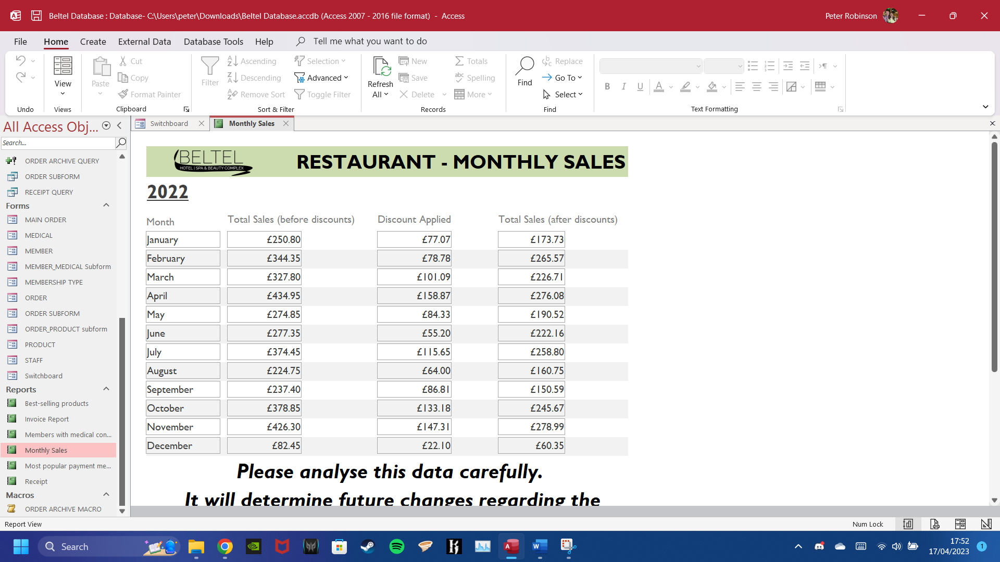 Beltel Database : Database- C:\Users\peter\Downloads\Beltel Database.accdb (Access 2007 - 2016 file format) - Access
Peter Robinson
File Home Create External Data Database Tools Help Tell me what you want to do
Undo
View
Views
Paste
Cut
Copy
Format Painter
Clipboard
Filter
Ascending
Descending
Remove Sort
Selection
Advanced
Toggle Filter
Sort & Filter
Refresh
All
New
Save
Delete
Totals
Spelling
More
Records
Find
Replace
Go To
Select
Find
B I U A
Text Formatting
All Access Obj...
Search...
ORDER ARCHIVE QUERY
ORDER SUBFORM
RECEIPT QUERY
Forms
MAIN ORDER
MEDICAL
MEMBER
MEMBER_MEDICAL Subform
MEMBERSHIP TYPE
ORDER
ORDER SUBFORM
ORDER_PRODUCT subform
PRODUCT
STAFF
Switchboard
Reports
Best-selling products
Invoice Report
Members with medical con...
Monthly Sales
Most popular payment me...
Receipt
Macros
ORDER ARCHIVE MACRO
Switchboard
Monthly Sales
BELTEL
HOTEL | SPA & BEAUTY COMPLEX
RESTAURANT - MONTHLY SALES
2022
Month Total Sales (before discounts) Discount Applied Total Sales (after discounts)
January £250.80 £77.07 £173.73
February £344.35 £78.78 £265.57
March £327.80 £101.09 £226.71
April £434.95 £158.87 £276.08
May £274.85 £84.33 £190.52
June £277.35 £55.20 £222.16
July £374.45 £115.65 £258.80
August £224.75 £64.00 £160.75
September £237.40 £86.81 £150.59
October £378.85 £133.18 £245.67
November £426.30 £147.31 £278.99
December £82.45 £22.10 £60.35
Please analyse this data carefully.
It will determine future changes regarding the
Report View
Num Lock
Search
17:52
17/04/2023
1